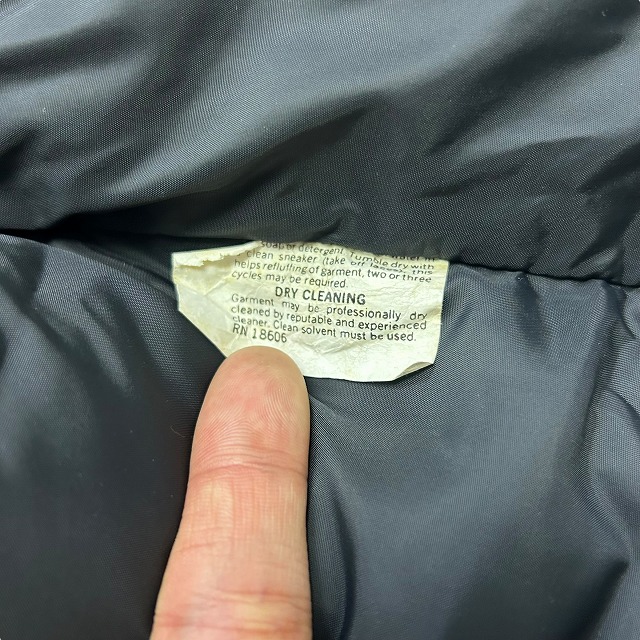 soap or detergent. Tumble dry with
clean sneaker (take off laces), this
helps refluffing of garment, two or three
cycles may be required.
DRY CLEANING
Garment may be professionally dry
cleaned by reputable and experienced
cleaner. Clean solvent must be used.
RN 18606